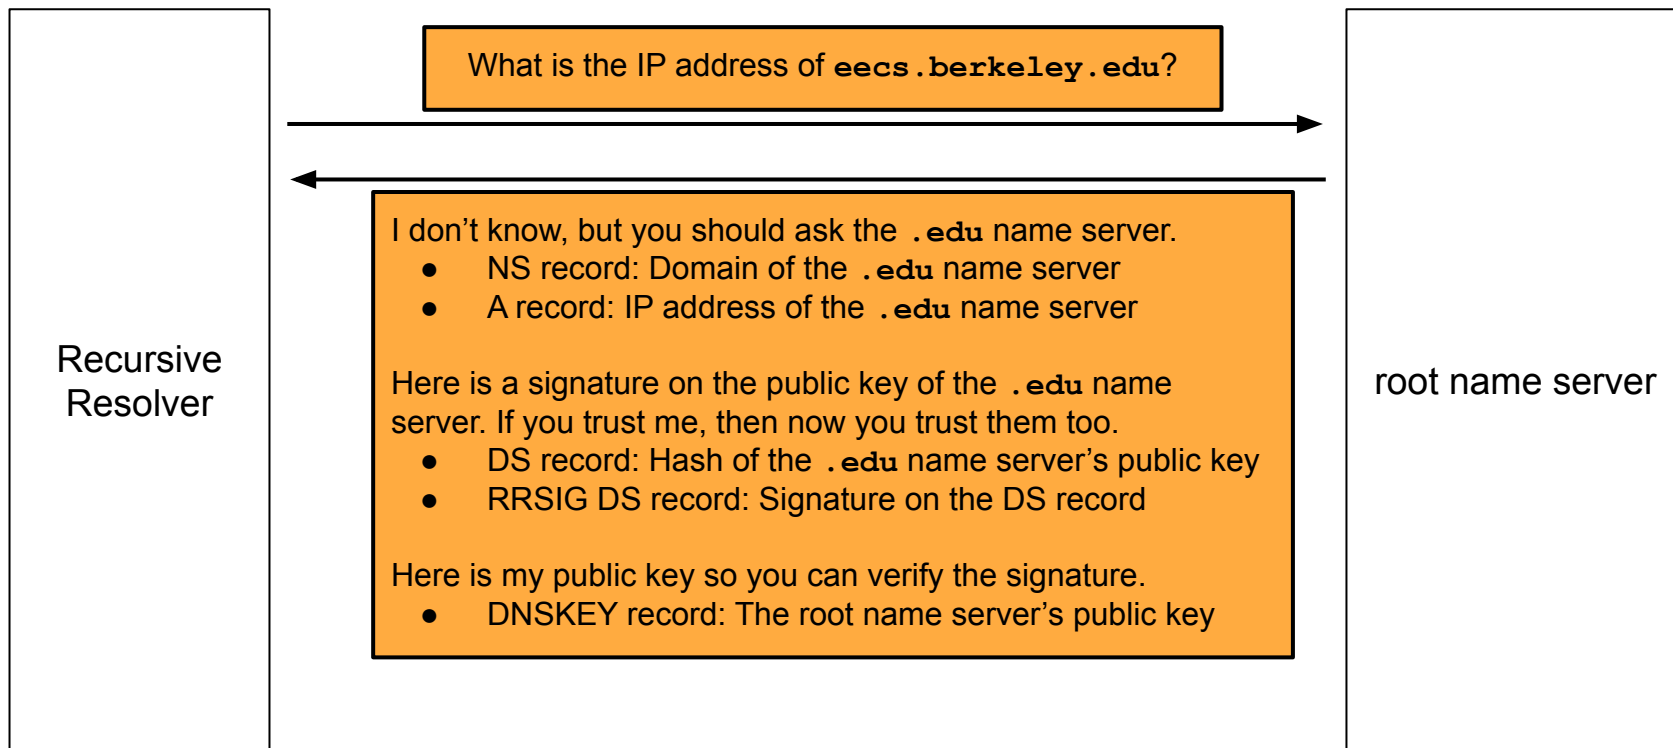 What is the IP address of eecs.berkeley.edu?
I don’t know, but you should ask the .edu name server.
● NS record: Domain of the .edu name server
● A record: IP address of the .edu name server
Recursive
Resolver
Here is a signature on the public key of the .edu name
server. If you trust me, then now you trust them too.
● DS record: Hash of the .edu name server’s public key
● RRSIG DS record: Signature on the DS record
Here is my public key so you can verify the signature.
● DNSKEY record: The root name server’s public key
root name server